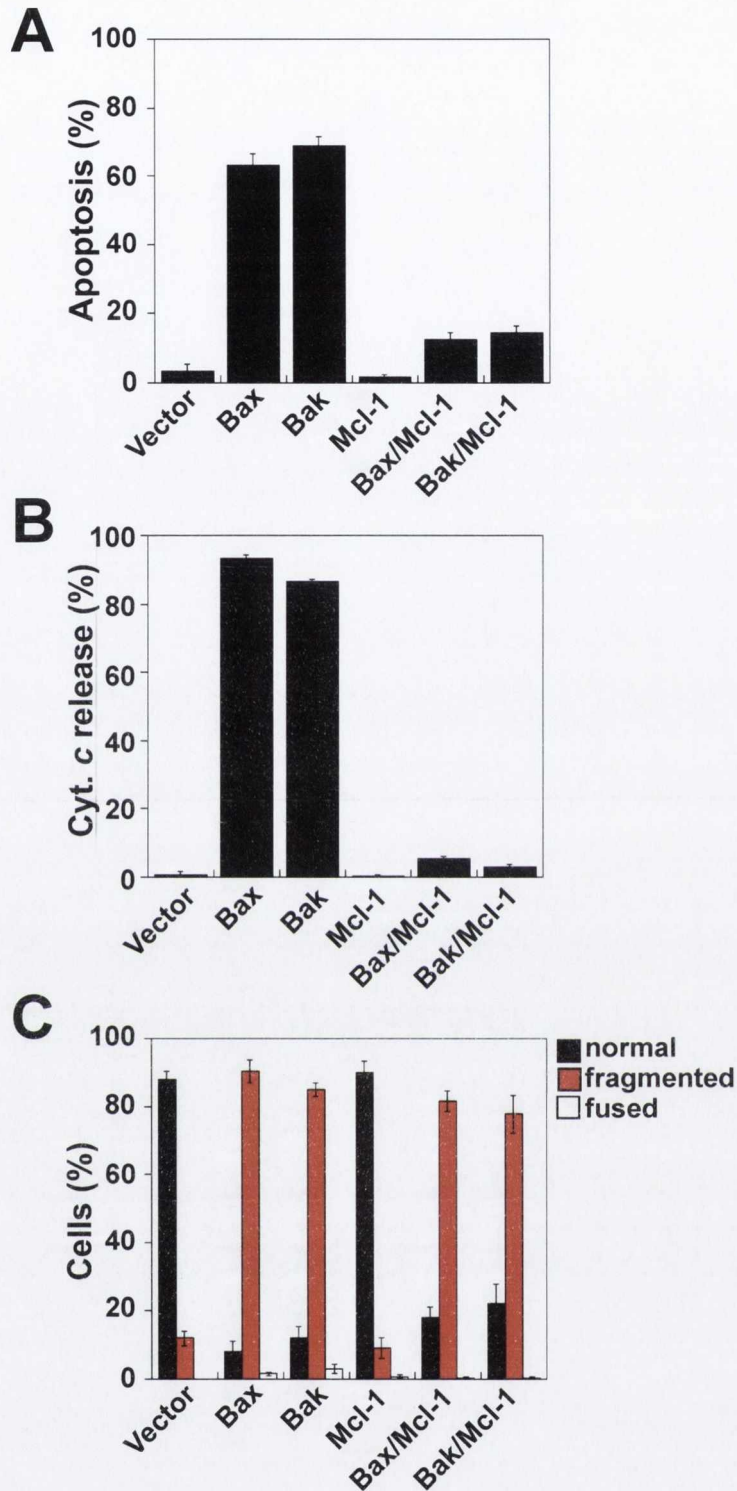 A
Apoptosis (%)
100
80
60
40
20
0
Vector
Bax
Bak
Mcl-1
Bax/Mcl-1
Bak/Mcl-1
B
Cyt. c release (%)
100
80
60
40
20
0
Vector
Bax
Bak
Mcl-1
Bax/Mcl-1
Bak/Mcl-1
C
Cells (%)
100
80
60
40
20
0
Vector
Bax
Bak
Mcl-1
Bax/Mcl-1
Bak/Mcl-1
normal
fragmented
fused